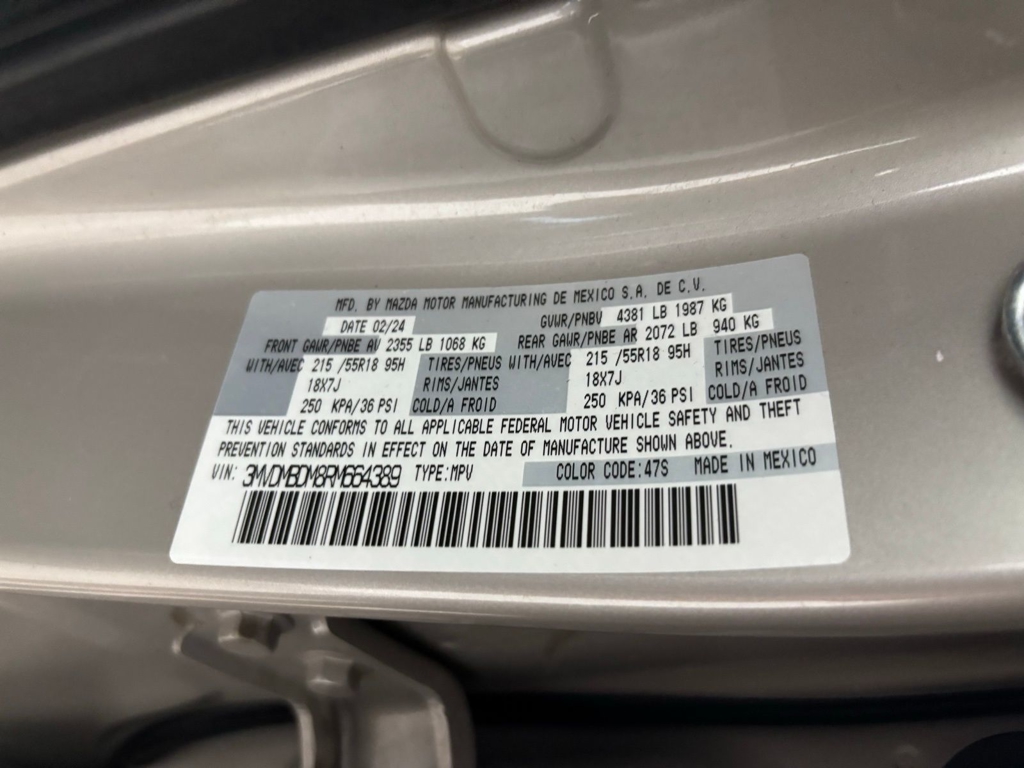 MFD. BY MAZDA MOTOR MANUFACTURING DE MEXICO S.A. DE C.V.
DATE 02/24 GVWR/PNBV 4381 LB 1987 KG
FRONT GAWR/PNBE AV 2355 LB 1068 KG REAR GAWR/PNBE AR 2072 LB 940 KG
WITH/AVEC 215 /55R18 95H TIRES/PNEUS WITH/AVEC 215 /55R18 95H TIRES/PNEUS
18X7J RIMS/JANTES 18X7J RIMS/JANTES
250 KPA/36 PSI COLD/A FROID 250 KPA/36 PSI COLD/A FROID
THIS VEHICLE CONFORMS TO ALL APPLICABLE FEDERAL MOTOR VEHICLE SAFETY AND THEFT
PREVENTION STANDARDS IN EFFECT ON THE DATE OF MANUFACTURE SHOWN ABOVE.
VIN: 3MVDMBDM8RM664389 TYPE:MPV COLOR CODE:47S MADE IN MEXICO